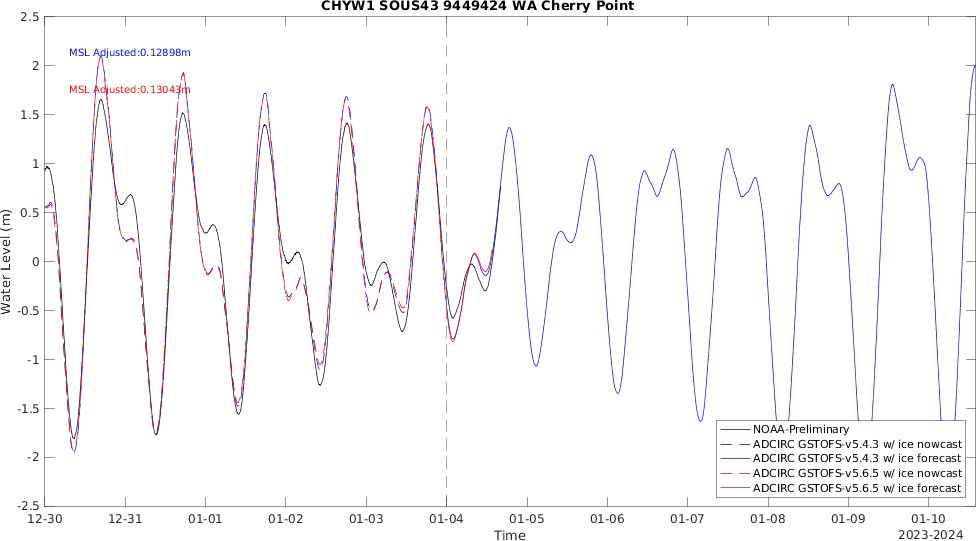 CHYW1 SOUS43 9449424 WA Cherry Point
2.5
2
1.5
1
0.5
0
-0.5
-1
-1.5
-2
-2.5
Water Level (m)
MSL Adjusted:0.12898m
MSL Adjusted:0.13043m
NOAA-Preliminary
ADCIRC GSTOFS-v5.4.3 w/ ice nowcast
ADCIRC GSTOFS-v5.4.3 w/ ice forecast
ADCIRC GSTOFS-v5.6.5 w/ ice nowcast
ADCIRC GSTOFS-v5.6.5 w/ ice forecast
12-30 12-31 01-01 01-02 01-03 01-04 01-05 01-06 01-07 01-08 01-09 01-10
Time
2023-2024